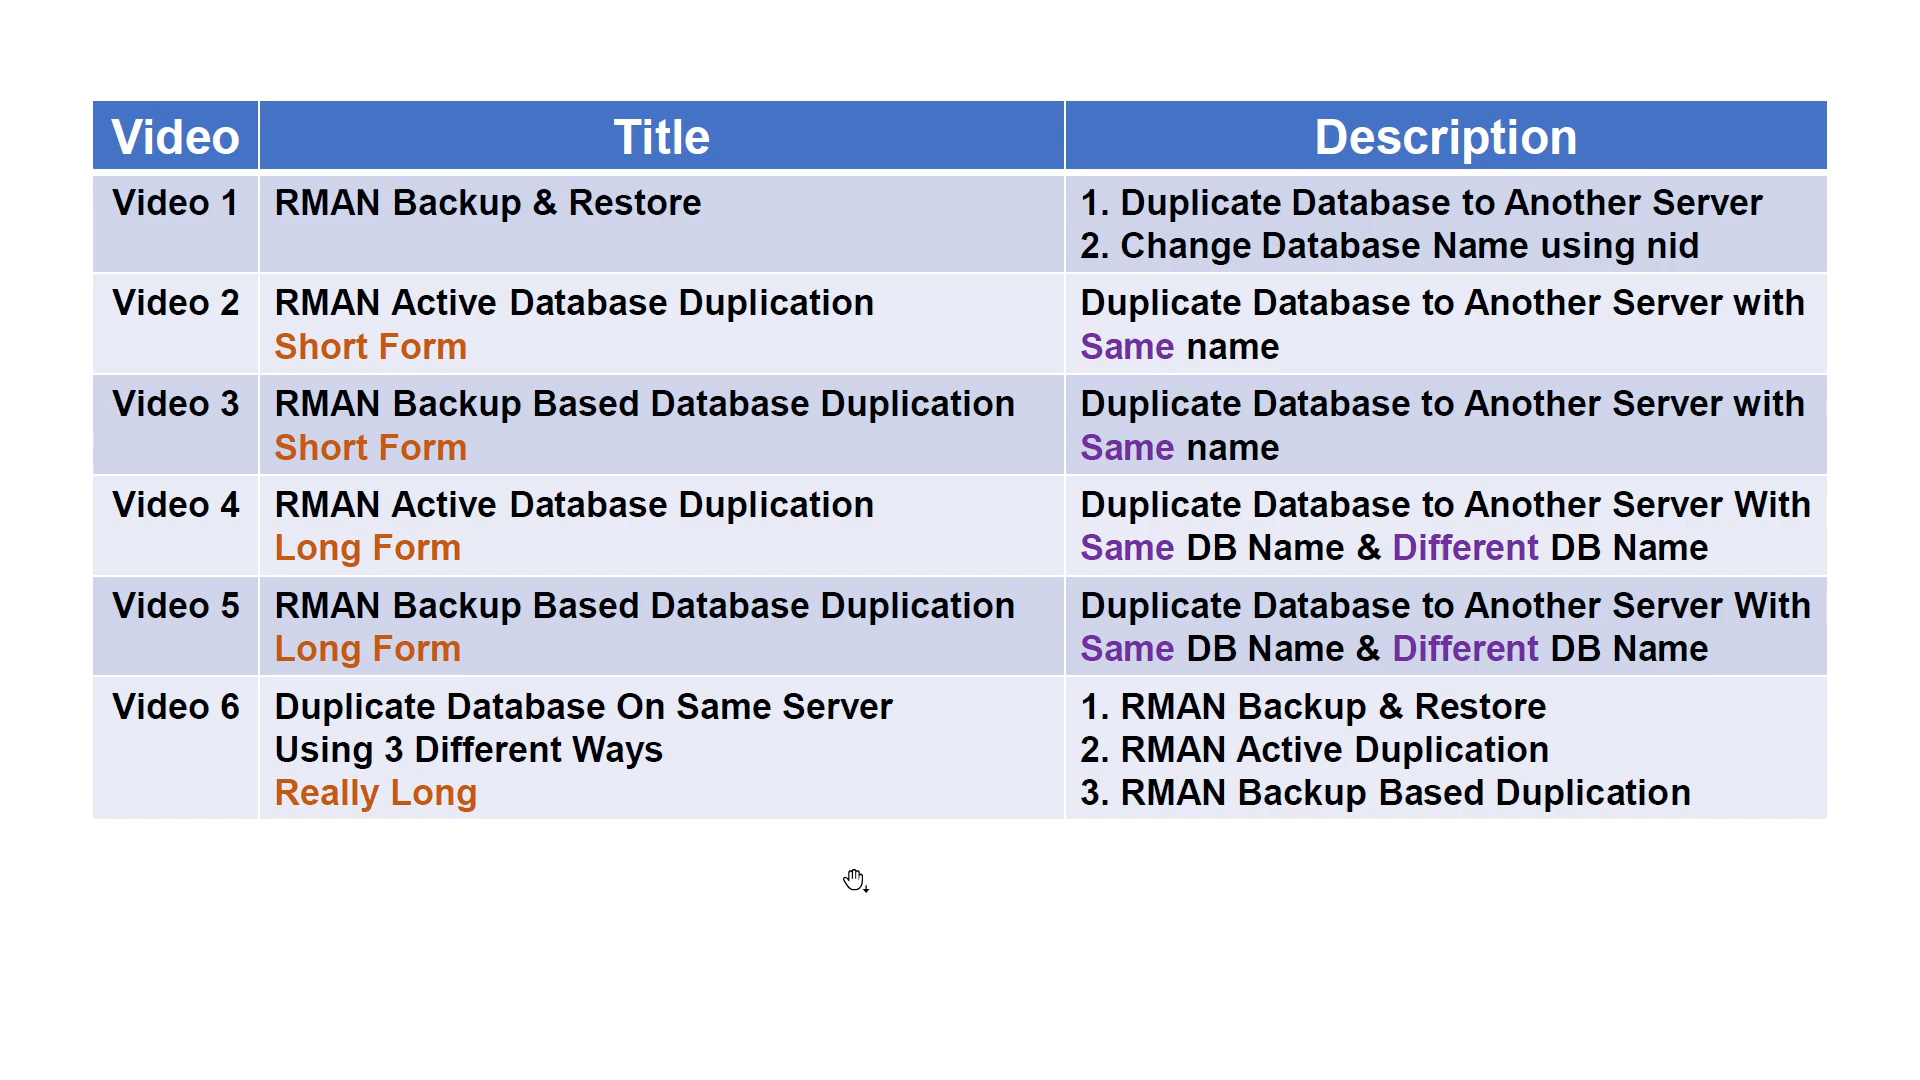 Video Title Description
Video 1 RMAN Backup & Restore 1. Duplicate Database to Another Server
2. Change Database Name using nid
Video 2 RMAN Active Database Duplication Duplicate Database to Another Server with
Short Form Same name
Video 3 RMAN Backup Based Database Duplication Duplicate Database to Another Server with
Short Form Same name
Video 4 RMAN Active Database Duplication Duplicate Database to Another Server With
Long Form Same DB Name & Different DB Name
Video 5 RMAN Backup Based Database Duplication Duplicate Database to Another Server With
Long Form Same DB Name & Different DB Name
Video 6 Duplicate Database On Same Server 1. RMAN Backup & Restore
Using 3 Different Ways 2. RMAN Active Duplication
Really Long 3. RMAN Backup Based Duplication